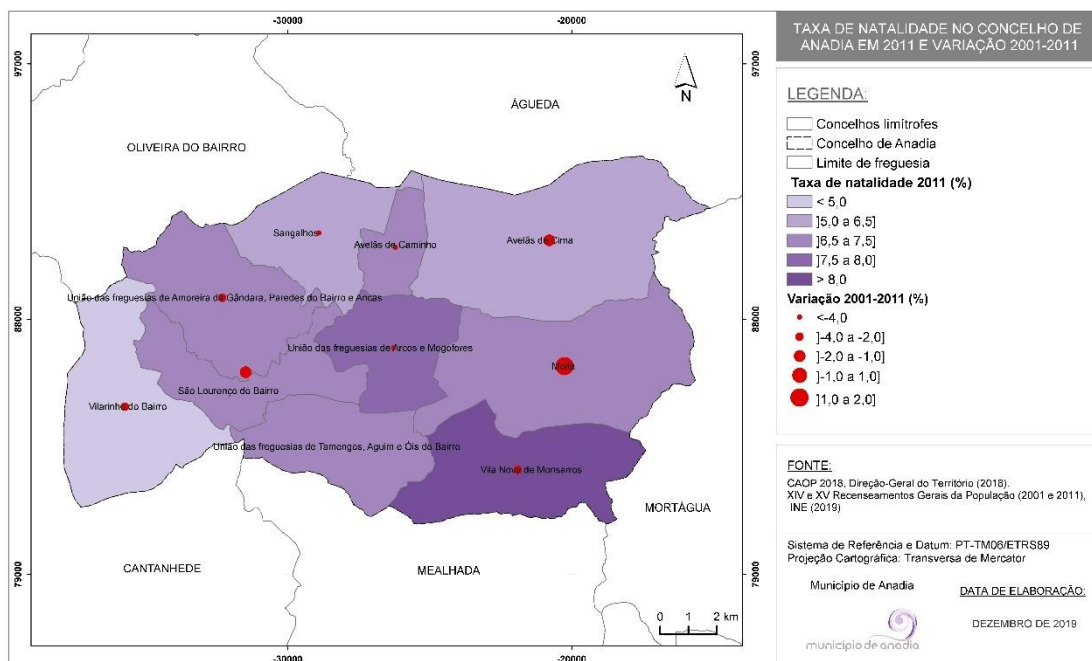 -30000
-20000
97000
97000
88000
88000
79000
79000
-30000
-20000
N
ÁGUEDA
OLIVEIRA DO BAIRRO
Sangalhos
Avelãs de Caminho
Avelãs de Cima
União das freguesias de Amoreira da Gândara, Paredes do Bairro e Ancas
União das freguesias de Arcos e Mogofores
Moita
São Lourenço do Bairro
Vilarinho do Bairro
União das freguesias de Tamengos, Aguim e Óis do Bairro
Vila Nova de Monsarros
MORTÁGUA
CANTANHEDE
MEALHADA
0 1 2 km
TAXA DE NATALIDADE NO CONCELHO DE
ANADIA EM 2011 E VARIAÇÃO 2001-2011
LEGENDA:
Concelhos limítrofes
Concelho de Anadia
Limite de freguesia
Taxa de natalidade 2011 (%)
< 5,0
]5,0 a 6,5]
]6,5 a 7,5]
]7,5 a 8,0]
> 8,0
Variação 2001-2011 (%)
<-4,0
]-4,0 a -2,0]
]-2,0 a -1,0]
]-1,0 a 1,0]
]1,0 a 2,0]
FONTE:
CAOP 2018, Direção-Geral do Território (2018).
XIV e XV Recenseamentos Gerais da População (2001 e 2011),
INE (2019)
Sistema de Referência e Datum: PT-TM06/ETRS89
Projeção Cartográfica: Transversa de Mercator
Município de Anadia
município de anadia
DATA DE ELABORAÇÃO:
DEZEMBRO DE 2019